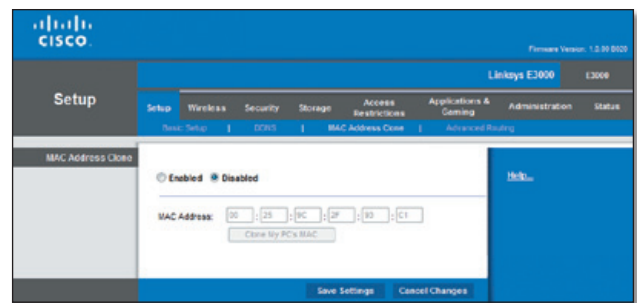 CISCO.
Firmware Version: 1.0.00 B020
Linksys E3000 E3000
Setup
Setup Wireless Security Storage Access Restrictions Applications & Gaming Administration Status
Basic Setup | DDNS | MAC Address Clone | Advanced Routing
MAC Address Clone
Enabled Disabled
Help...
MAC Address: 00 : 25 : 9C : 2F : 93 : C1
Clone My PC's MAC
Save Settings Cancel Changes